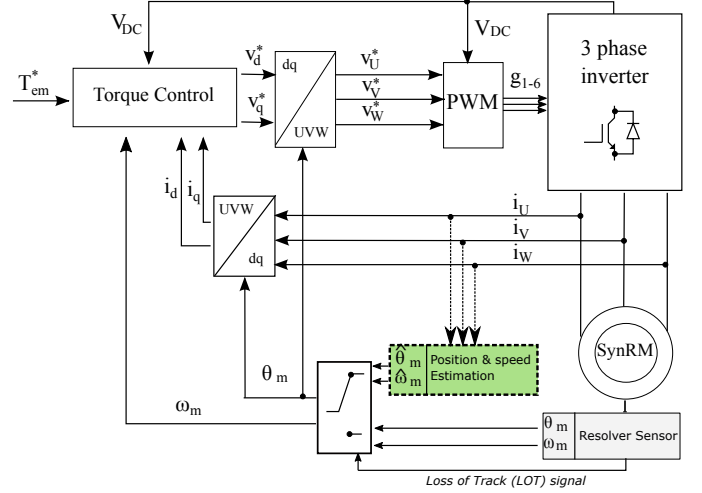 V_DC
V_DC
T*_em
Torque Control
v*_d
v*_q
dq
UVW
v*_U
v*_V
v*_W
PWM
g_1-6
3 phase
inverter
i_d
i_q
UVW
dq
i_U
i_V
i_W
SynRM
θ̂_m
ω̂_m
Position & speed
Estimation
θ_m
ω_m
θ_m
ω_m
Resolver Sensor
Loss of Track (LOT) signal